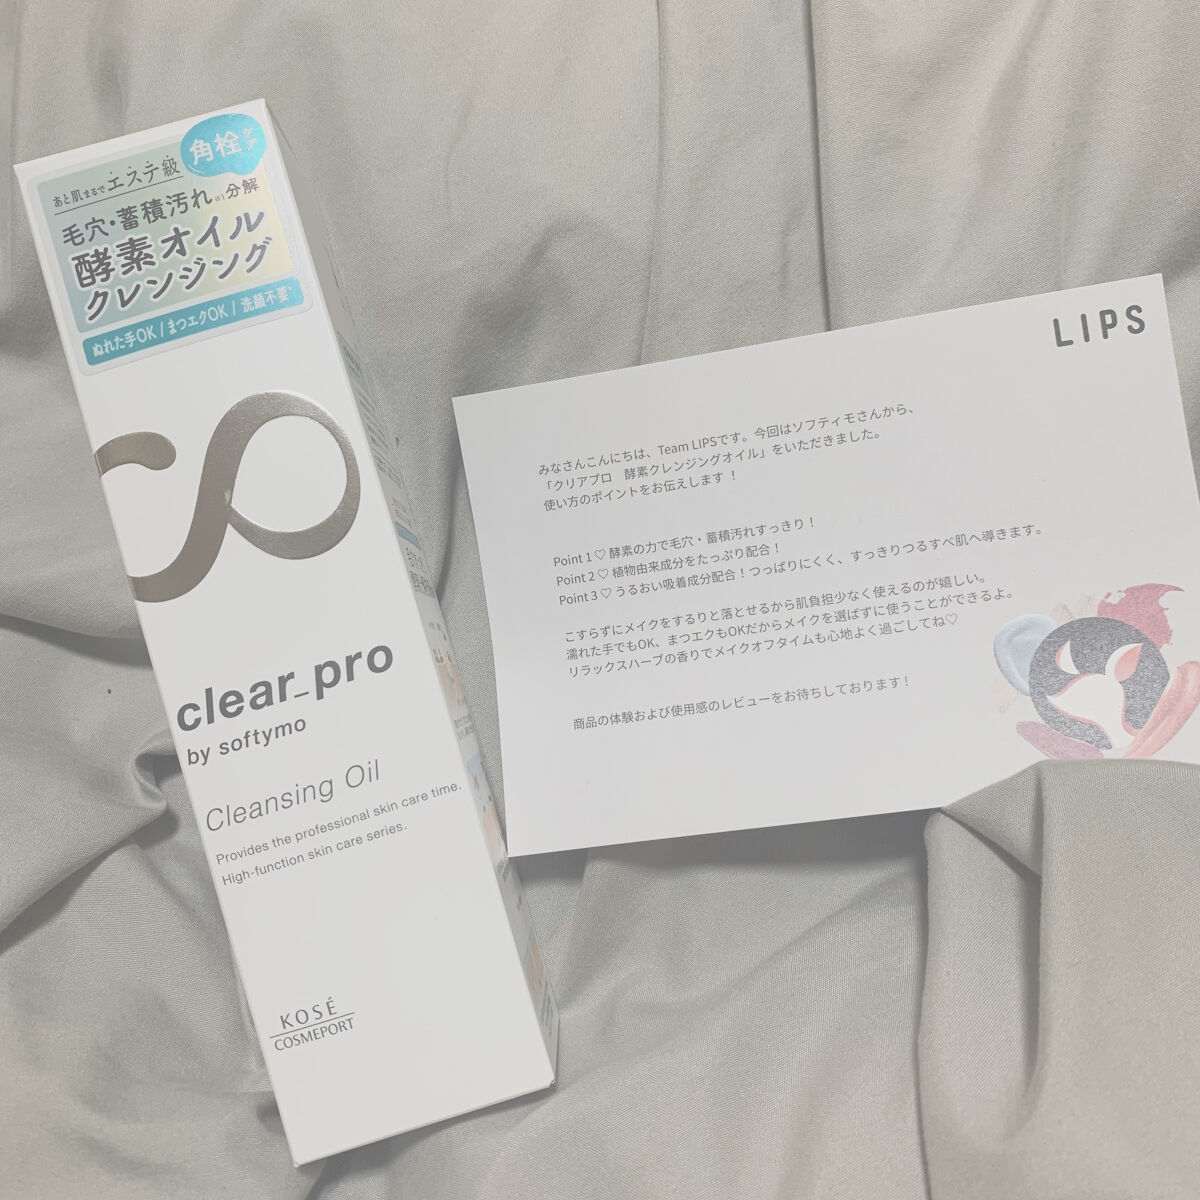 角栓ケア
あと肌まるでエステ級
毛穴・蓄積汚れ※1分解
酵素オイル
クレンジング
ぬれた手OK / まつエクOK / 洗顔不要*
clear_pro
by softymo
Cleansing Oil
Provides the professional skin care time.
High-function skin care series.
KOSÉ
COSMEPORT
LIPS
みなさんこんにちは、Team LIPSです。今回はソフティモさんから、
「クリアプロ 酵素クレンジングオイル」をいただきました。
使い方のポイントをお伝えします！
Point 1 ♡ 酵素の力で毛穴・蓄積汚れすっきり！
Point 2 ♡ 植物由来成分をたっぷり配合！
Point 3 ♡ うるおい吸着成分配合！つっぱりにくく、すっきりつるすべ肌へ導きます。
こすらずにメイクをするりと落とせるから肌負担少なく使えるのが嬉しい。
濡れた手でもOK、まつエクもOKだからメイクを選ばずに使うことができるよ。
リラックスハーブの香りでメイクオフタイムも心地よく過ごしてね♡
商品の体験および使用感のレビューをお待ちしております！